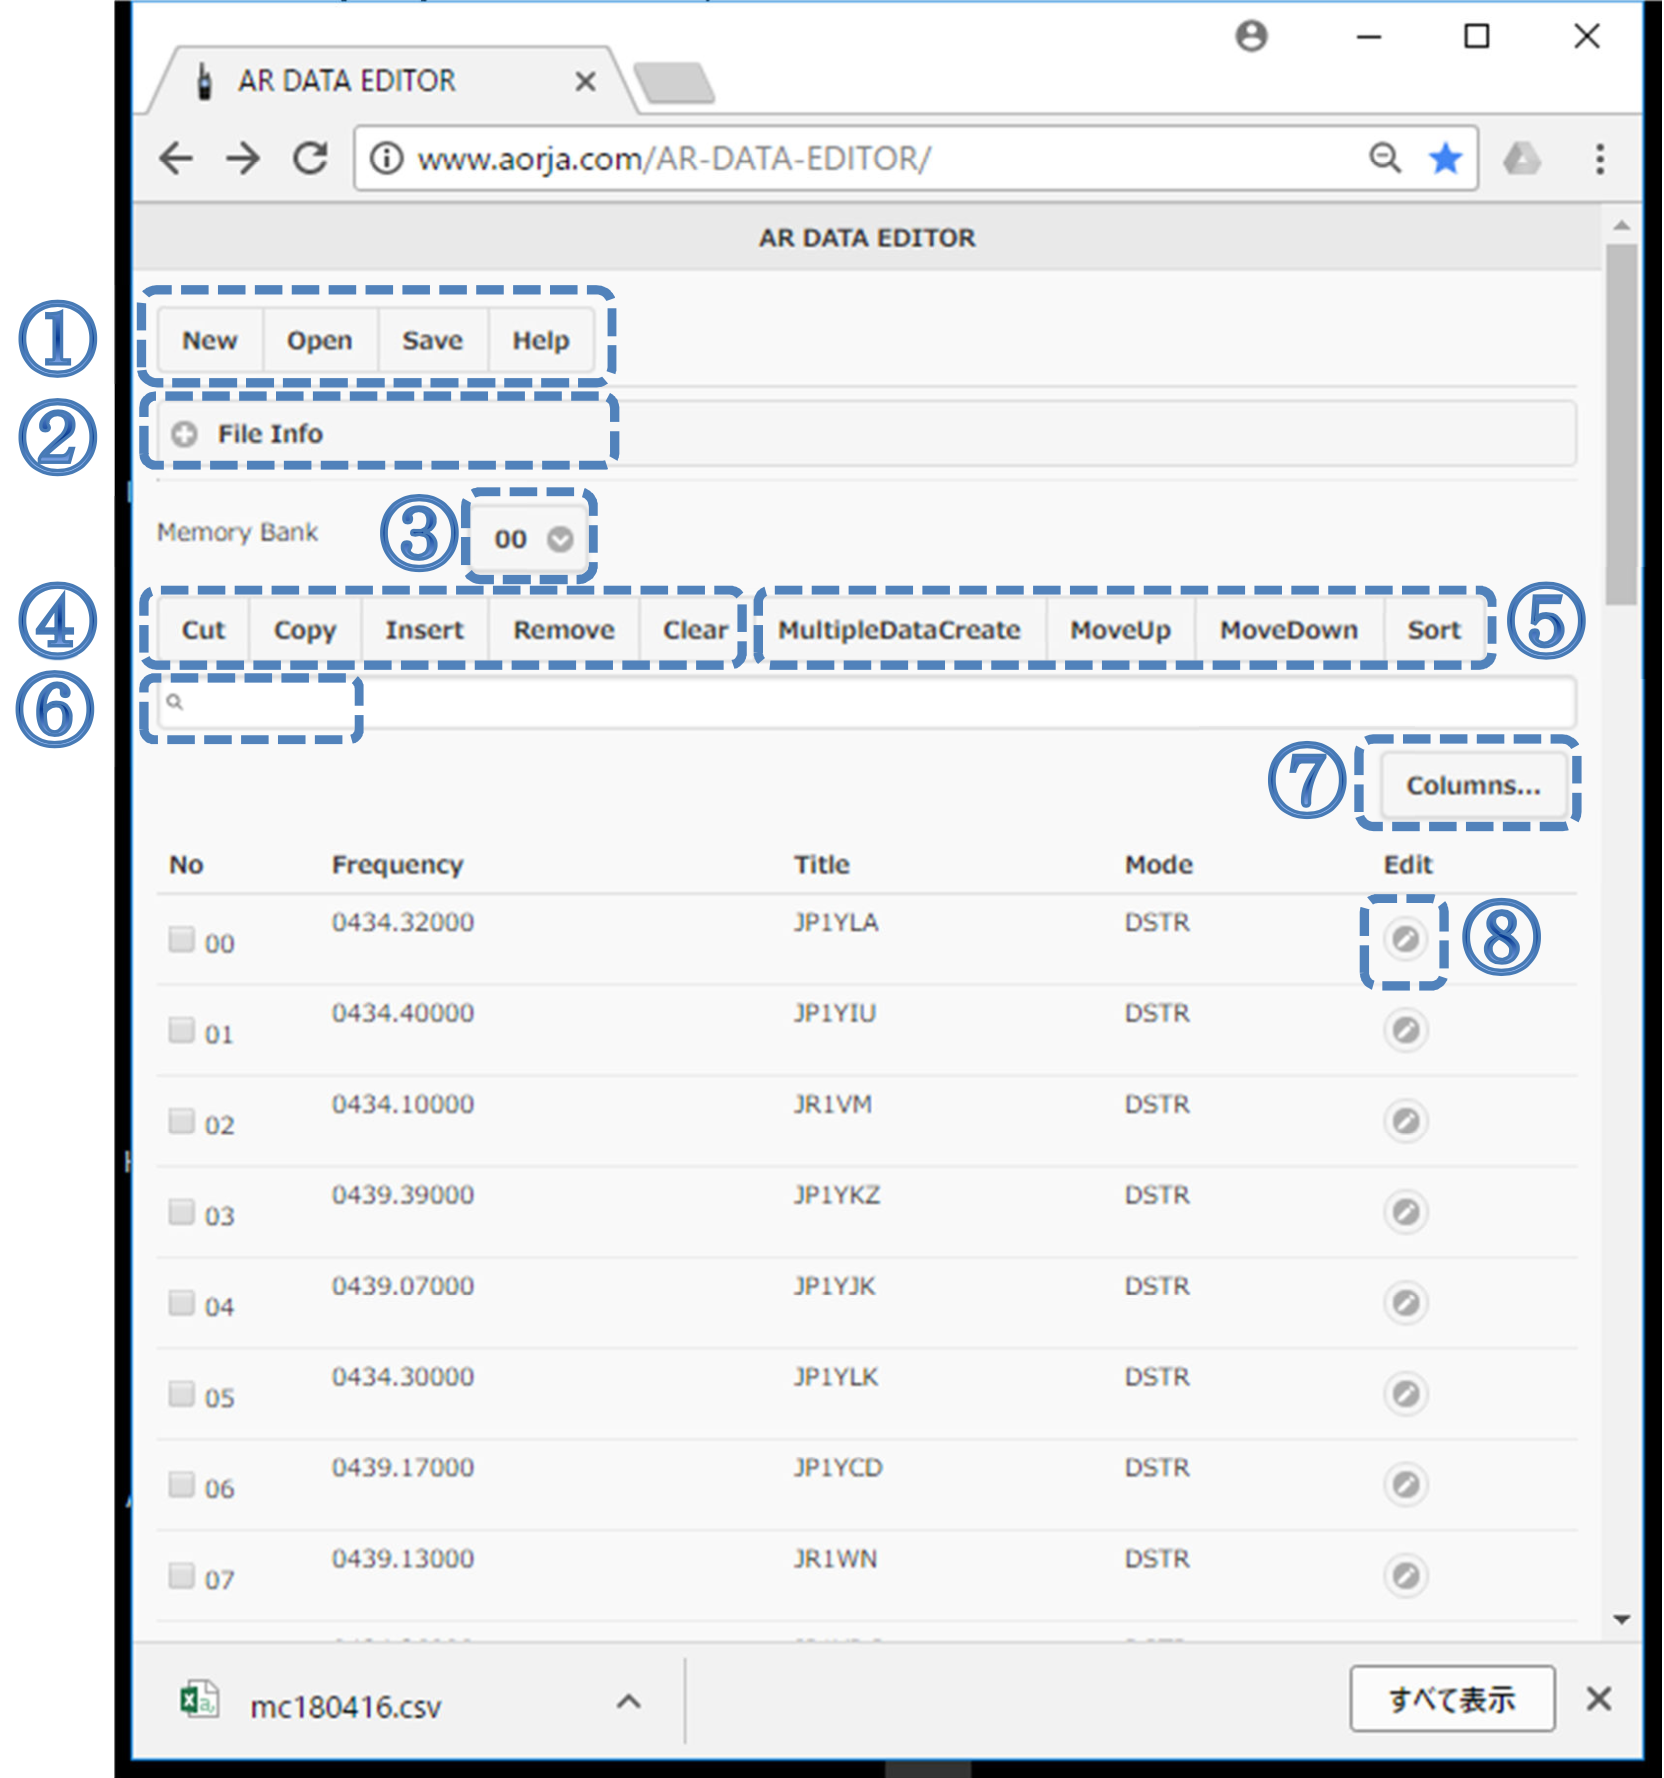 AR DATA EDITOR
www.aorja.com/AR-DATA-EDITOR/
AR DATA EDITOR
① New Open Save Help
② File Info
Memory Bank ③ 00
④ Cut Copy Insert Remove Clear MultipleDataCreate MoveUp MoveDown Sort ⑤
⑥
⑦ Columns...
No Frequency Title Mode Edit
00 0434.32000 JP1YLA DSTR ⑧
01 0434.40000 JP1YIU DSTR
02 0434.10000 JR1VM DSTR
03 0439.39000 JP1YKZ DSTR
04 0439.07000 JP1YJK DSTR
05 0434.30000 JP1YLK DSTR
06 0439.17000 JP1YCD DSTR
07 0439.13000 JR1WN DSTR
mc180416.csv すべて表示